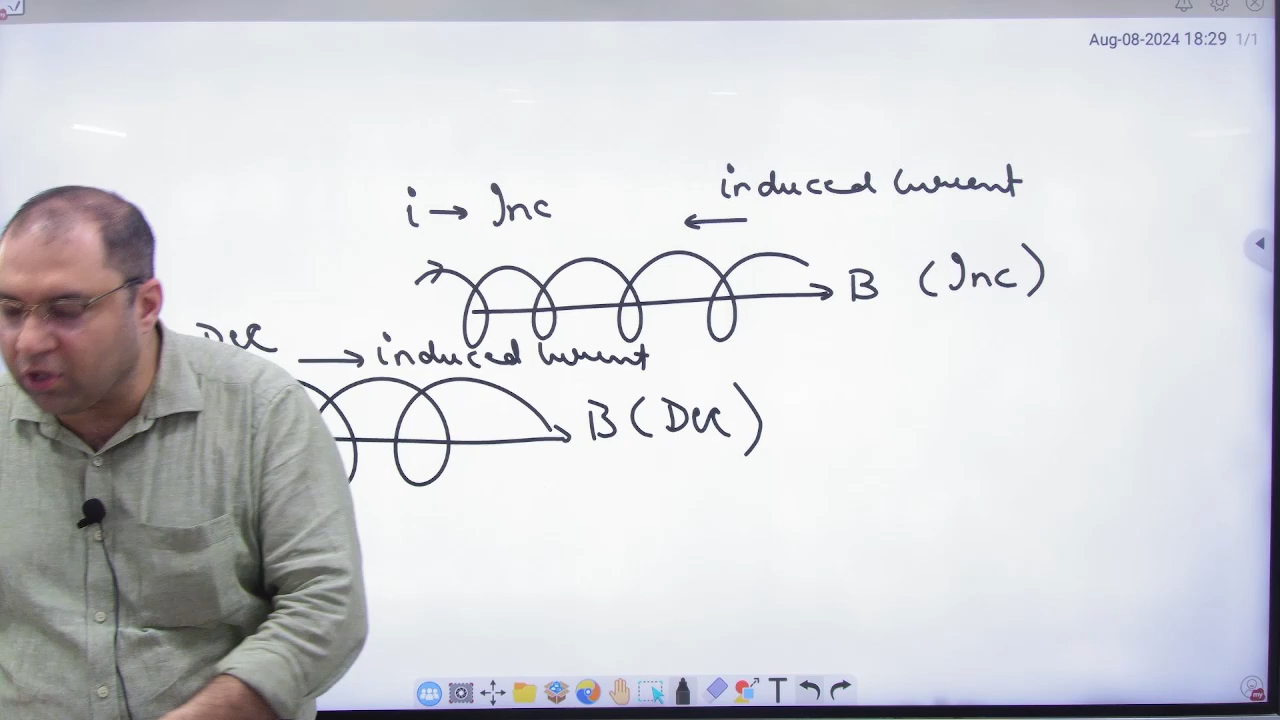 Aug-08-2024 18:29 1/1
induced current
i → Inc
←
B (Inc)
Dec → induced current
B (Dec)
T